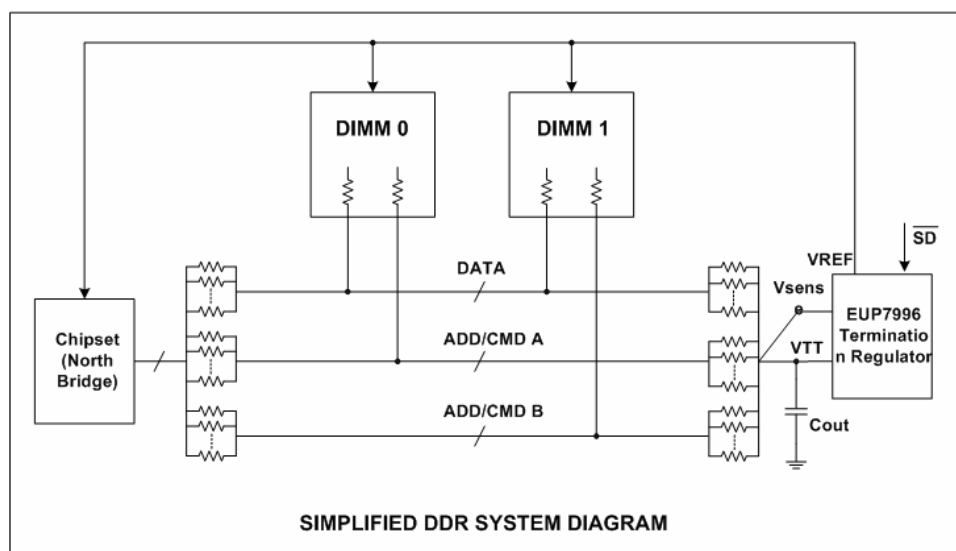 DIMM 0
DIMM 1
SD
VREF
DATA
Vsens
EUP7996
Terminatio
n Regulator
Chipset
(North
Bridge)
ADD/CMD A
VTT
ADD/CMD B
Cout
SIMPLIFIED DDR SYSTEM DIAGRAM